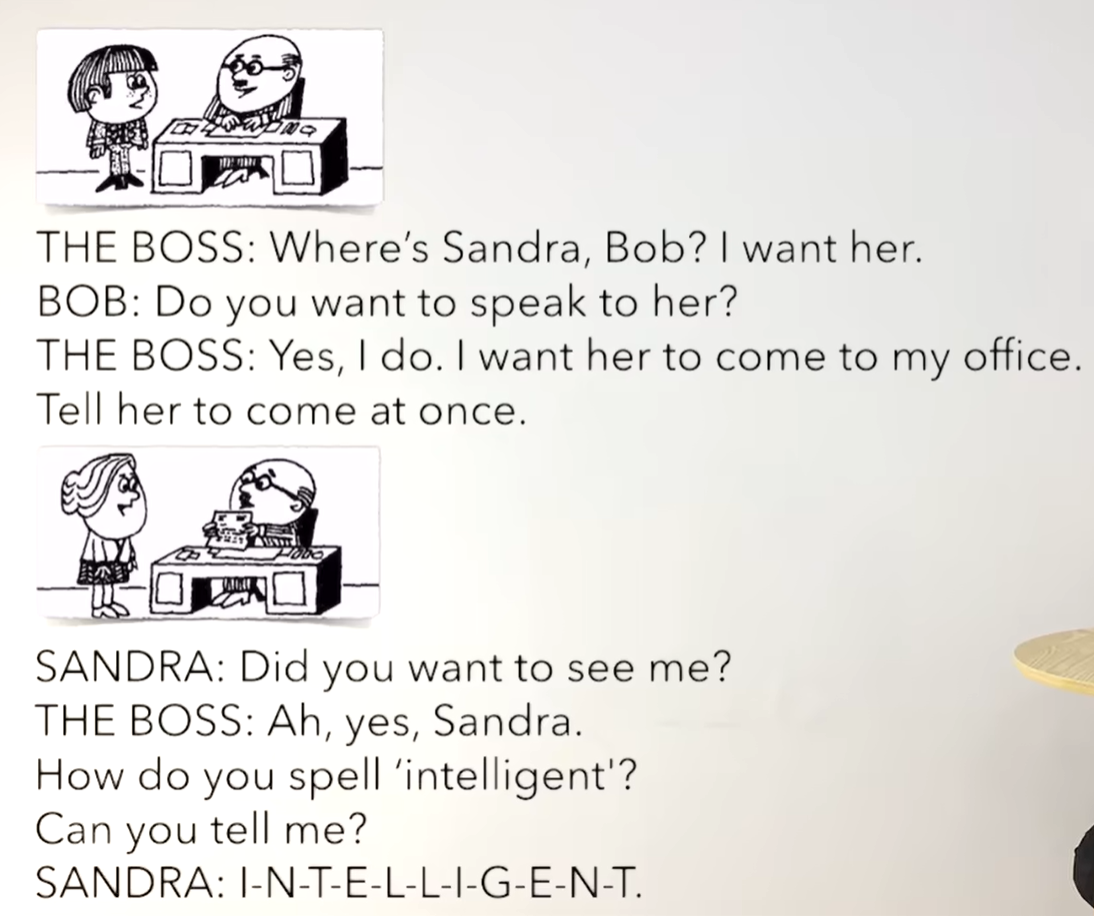 THE BOSS: Where’s Sandra, Bob? I want her.
BOB: Do you want to speak to her?
THE BOSS: Yes, I do. I want her to come to my office.
Tell her to come at once.
SANDRA: Did you want to see me?
THE BOSS: Ah, yes, Sandra.
How do you spell ‘intelligent'?
Can you tell me?
SANDRA: I-N-T-E-L-L-I-G-E-N-T.